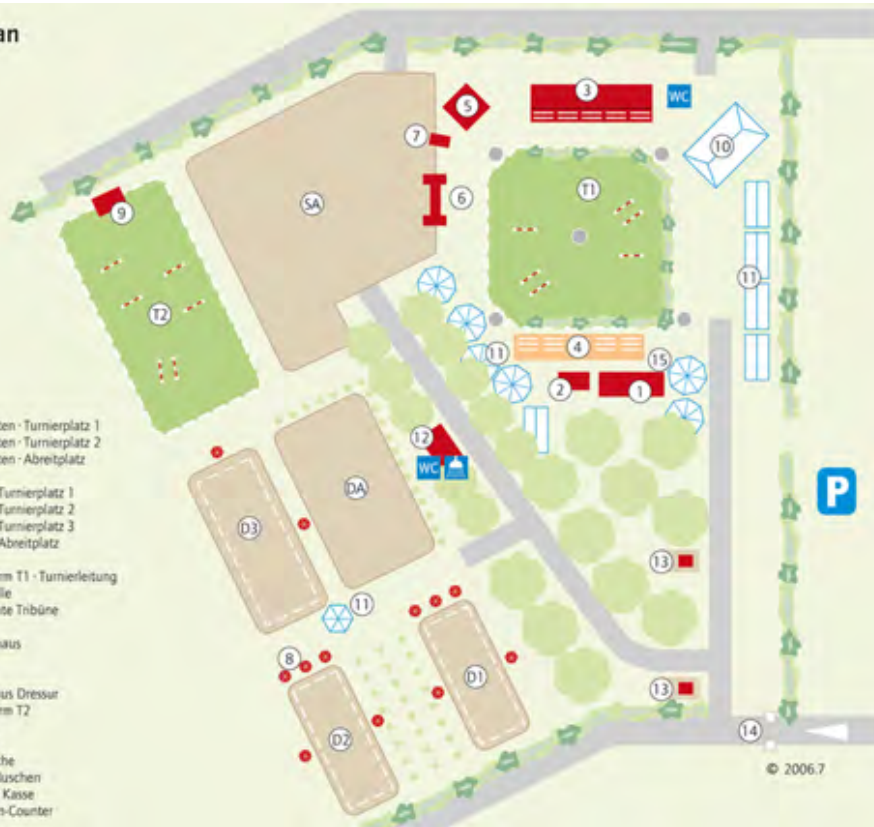 an
3
WC
5
7
10
T1
SA
6
9
11
T2
4
11
15
2
1
ten · Turnierplatz 1
ten · Turnierplatz 2
ten · Abreitplatz
12
WC
DA
P
Turnierplatz 1
Turnierplatz 2
Turnierplatz 3
Abreitplatz
D3
rm T1 · Turnierleitung
lle
te Tribüne
13
11
aus
8
D1
us Dressur
rm T2
13
D2
14
che
uschen
Kasse
n-Counter
© 2006.7